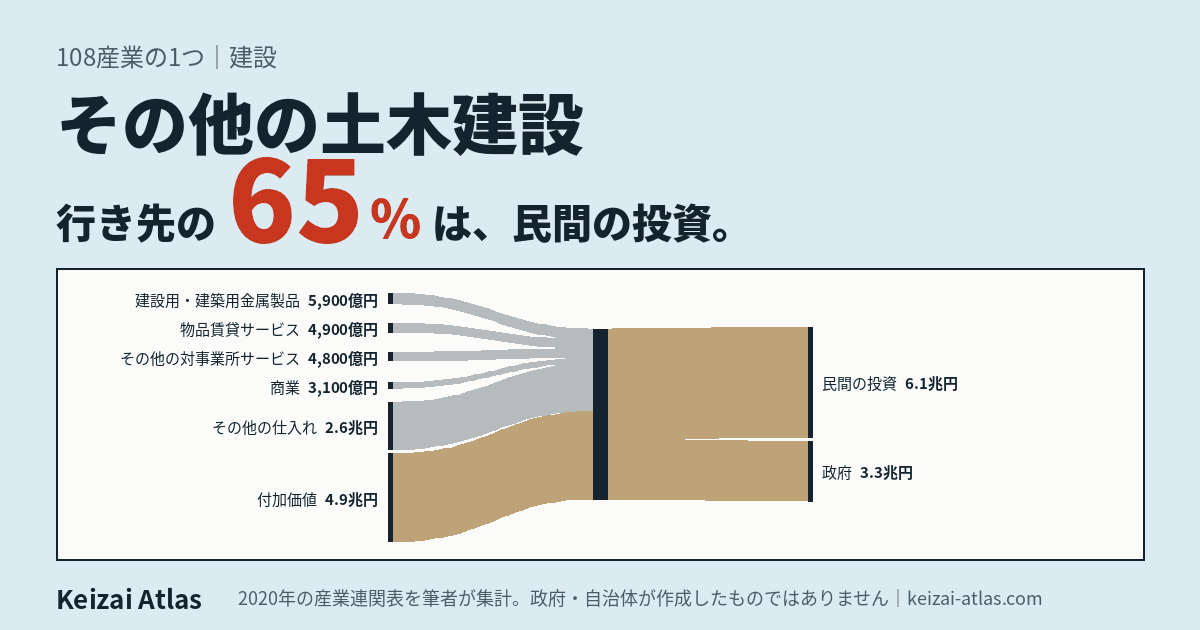 108産業の1つ｜建設
その他の土木建設
行き先の 65% は、民間の投資。
建設用・建築用金属製品 5,900億円
物品賃貸サービス 4,900億円
その他の対事業所サービス 4,800億円
商業 3,100億円
その他の仕入れ 2.6兆円
付加価値 4.9兆円
民間の投資 6.1兆円
政府 3.3兆円
Keizai Atlas 2020年の産業連関表を筆者が集計。政府・自治体が作成したものではありません｜keizai-atlas.com